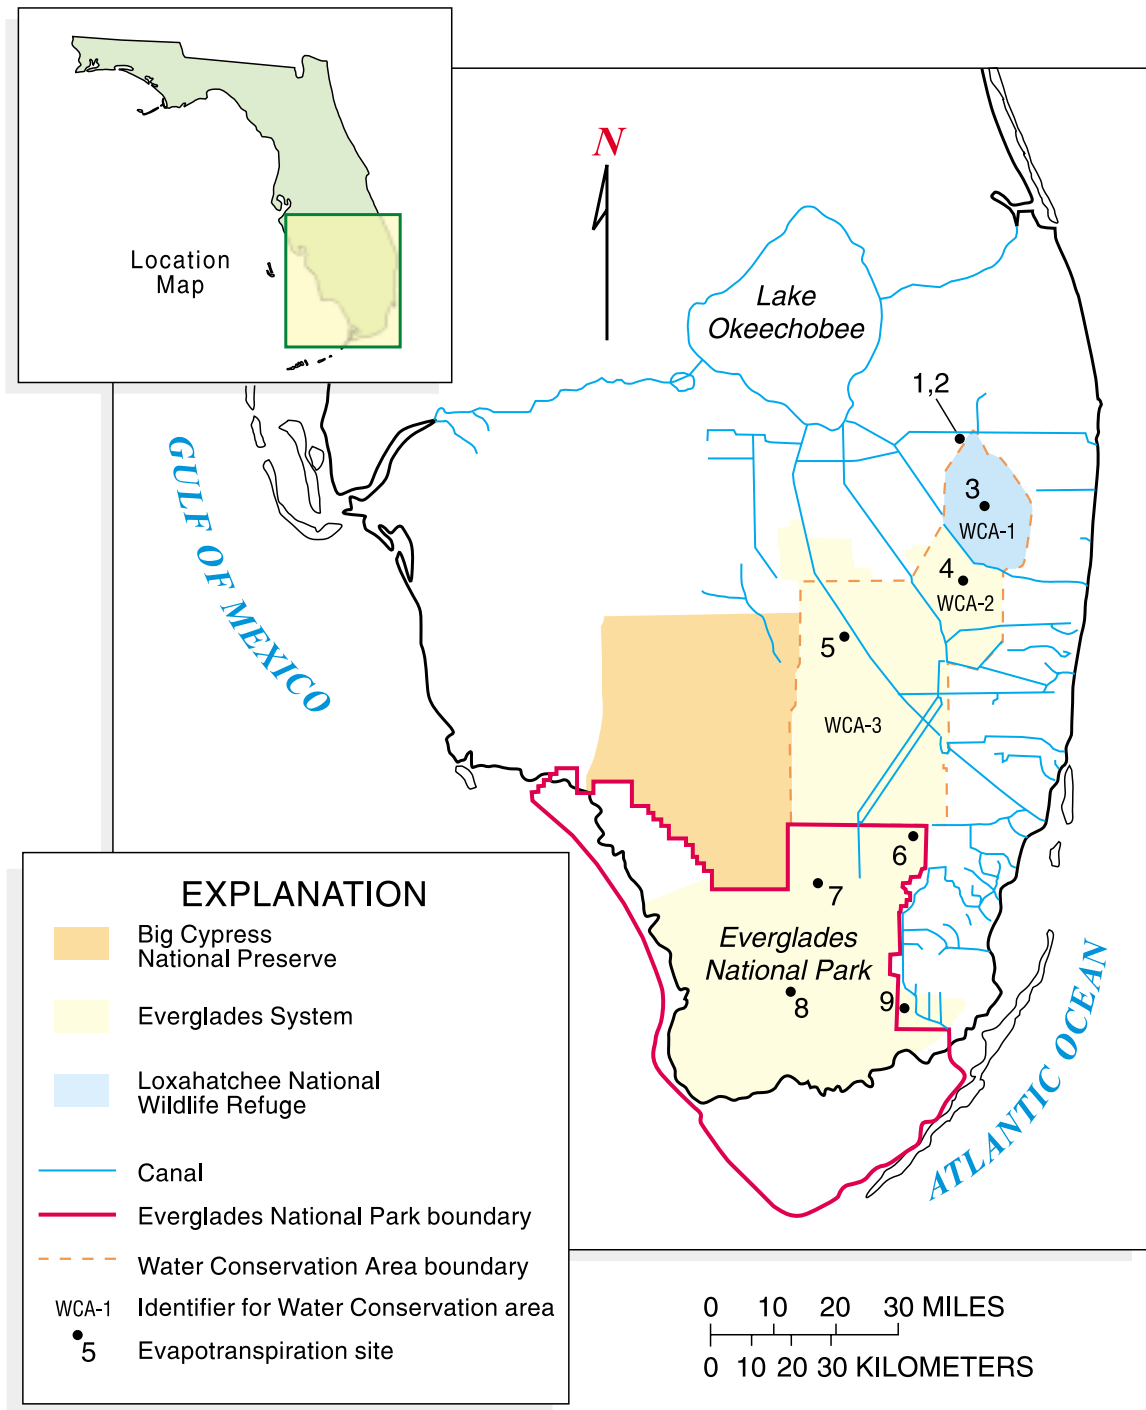 Location
Map
N
Lake
Okeechobee
1,2
GULF OF MEXICO
3
WCA-1
4
WCA-2
5
WCA-3
6
7
Everglades
National Park
8
9
ATLANTIC OCEAN
EXPLANATION
Big Cypress
National Preserve
Everglades System
Loxahatchee National
Wildlife Refuge
Canal
Everglades National Park boundary
Water Conservation Area boundary
WCA-1 Identifier for Water Conservation area
5 Evapotranspiration site
0 10 20 30 MILES
0 10 20 30 KILOMETERS